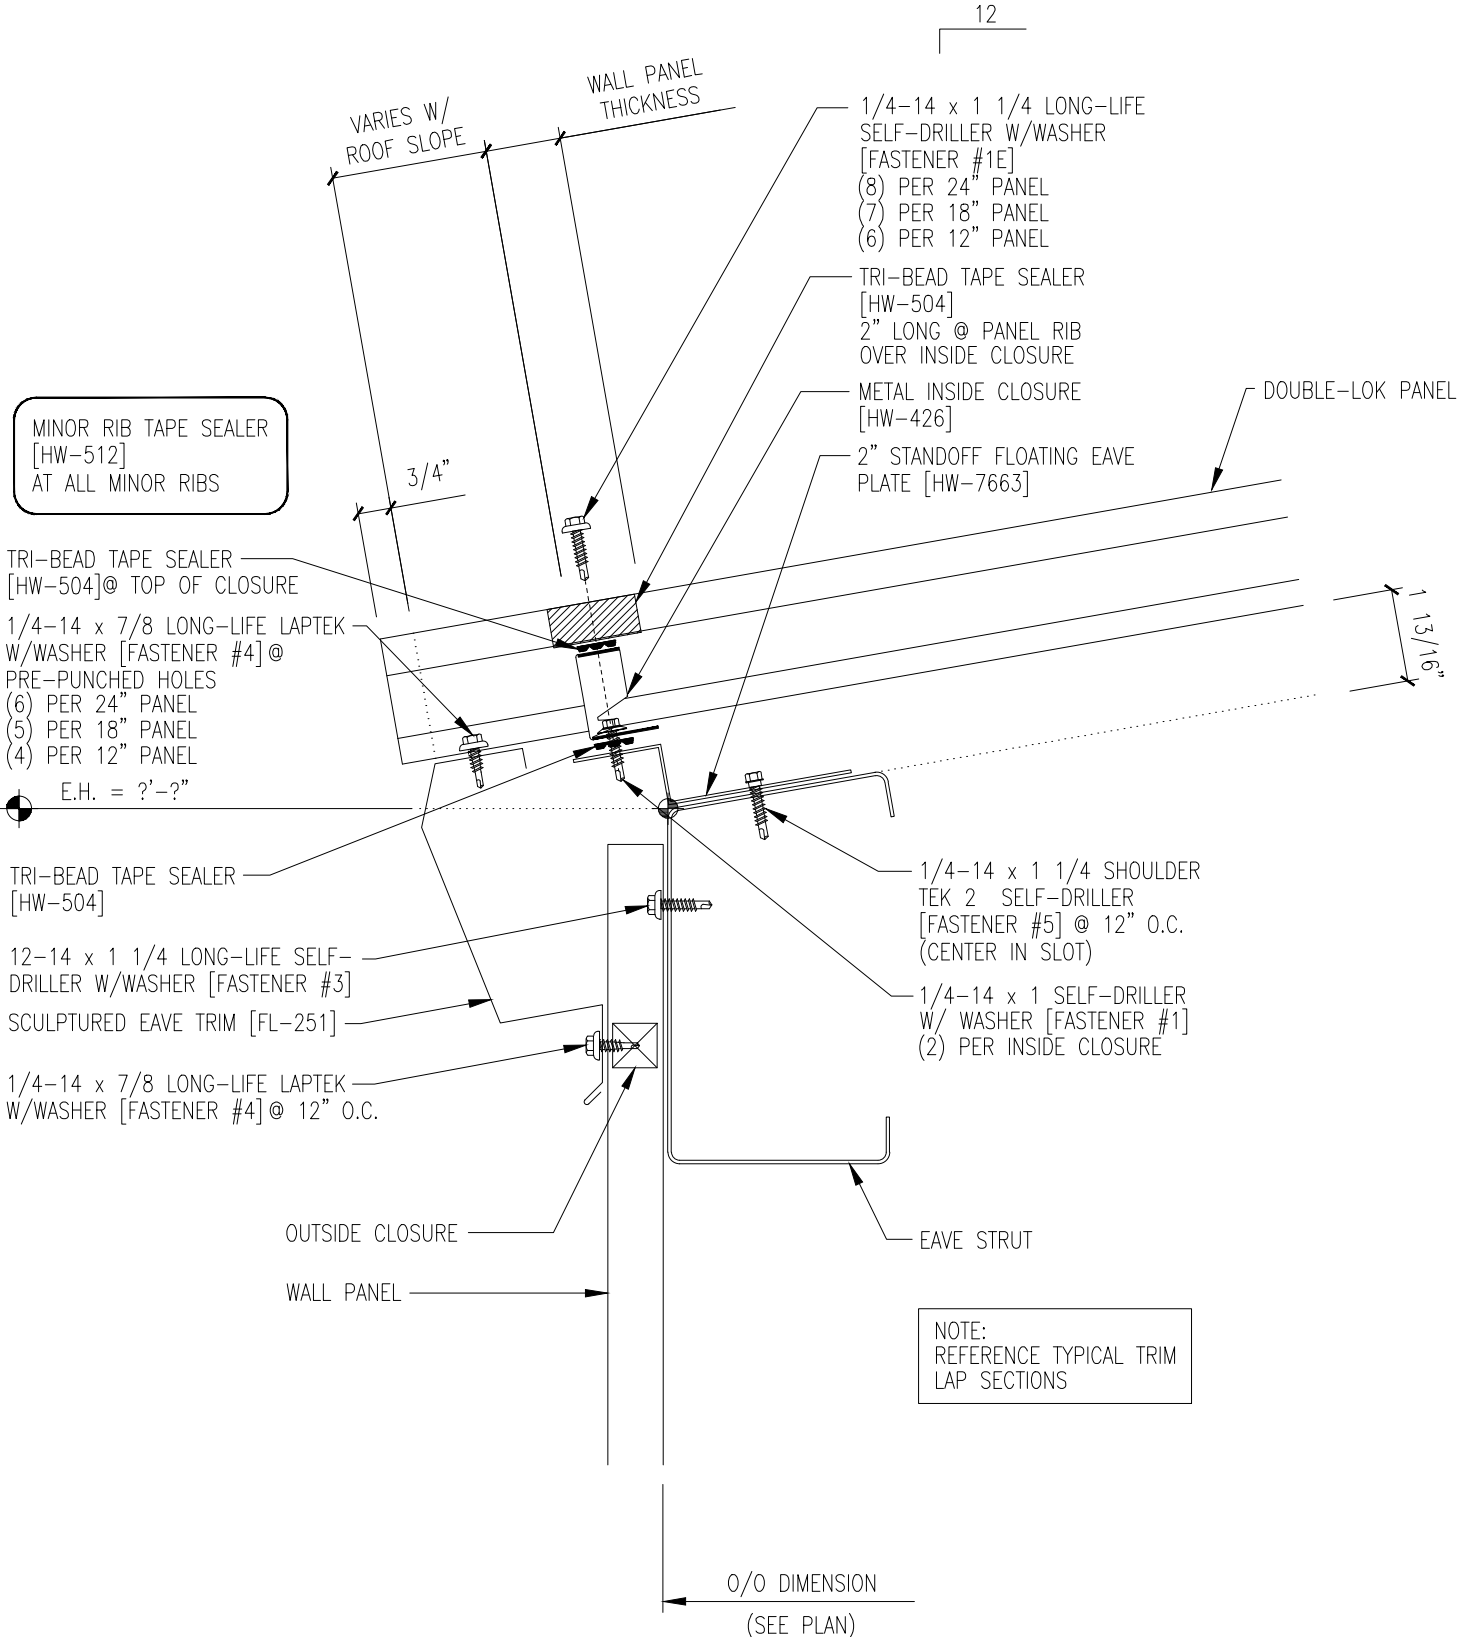 12
WALL PANEL
THICKNESS
VARIES W/
ROOF SLOPE
1/4-14 x 1 1/4 LONG-LIFE
SELF-DRILLER W/WASHER
[FASTENER #1E]
(8) PER 24" PANEL
(7) PER 18" PANEL
(6) PER 12" PANEL
TRI-BEAD TAPE SEALER
[HW-504]
2" LONG @ PANEL RIB
OVER INSIDE CLOSURE
METAL INSIDE CLOSURE
[HW-426]
DOUBLE-LOK PANEL
2" STANDOFF FLOATING EAVE
PLATE [HW-7663]
MINOR RIB TAPE SEALER
[HW-512]
AT ALL MINOR RIBS
3/4"
TRI-BEAD TAPE SEALER
[HW-504]@ TOP OF CLOSURE
1/4-14 x 7/8 LONG-LIFE LAPTEK
W/WASHER [FASTENER #4]@
PRE-PUNCHED HOLES
(6) PER 24" PANEL
(5) PER 18" PANEL
(4) PER 12" PANEL
1 13/16"
E.H. = ?'-?"
TRI-BEAD TAPE SEALER
[HW-504]
12-14 x 1 1/4 LONG-LIFE SELF-
DRILLER W/WASHER [FASTENER #3]
SCULPTURED EAVE TRIM [FL-251]
1/4-14 x 7/8 LONG-LIFE LAPTEK
W/WASHER [FASTENER #4]@ 12" O.C.
1/4-14 x 1 1/4 SHOULDER
TEK 2 SELF-DRILLER
[FASTENER #5] @ 12" O.C.
(CENTER IN SLOT)
1/4-14 x 1 SELF-DRILLER
W/ WASHER [FASTENER #1]
(2) PER INSIDE CLOSURE
OUTSIDE CLOSURE
EAVE STRUT
WALL PANEL
NOTE:
REFERENCE TYPICAL TRIM
LAP SECTIONS
O/O DIMENSION
(SEE PLAN)